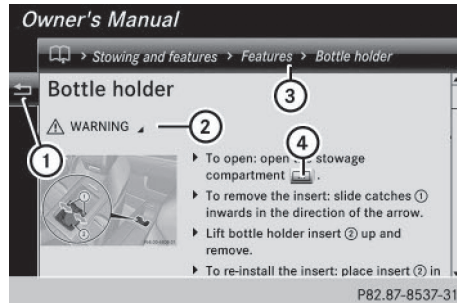 Owner's Manual
> Stowing and features > Features > Bottle holder
Bottle holder
3
WARNING
2
1
4
To open: open stowage
compartment .
To remove the insert: slide catches ①
inwards in the direction of the arrow.
Lift bottle holder insert ② up and
remove.
To re-install the insert: place insert ② in
P82.87-8537-31